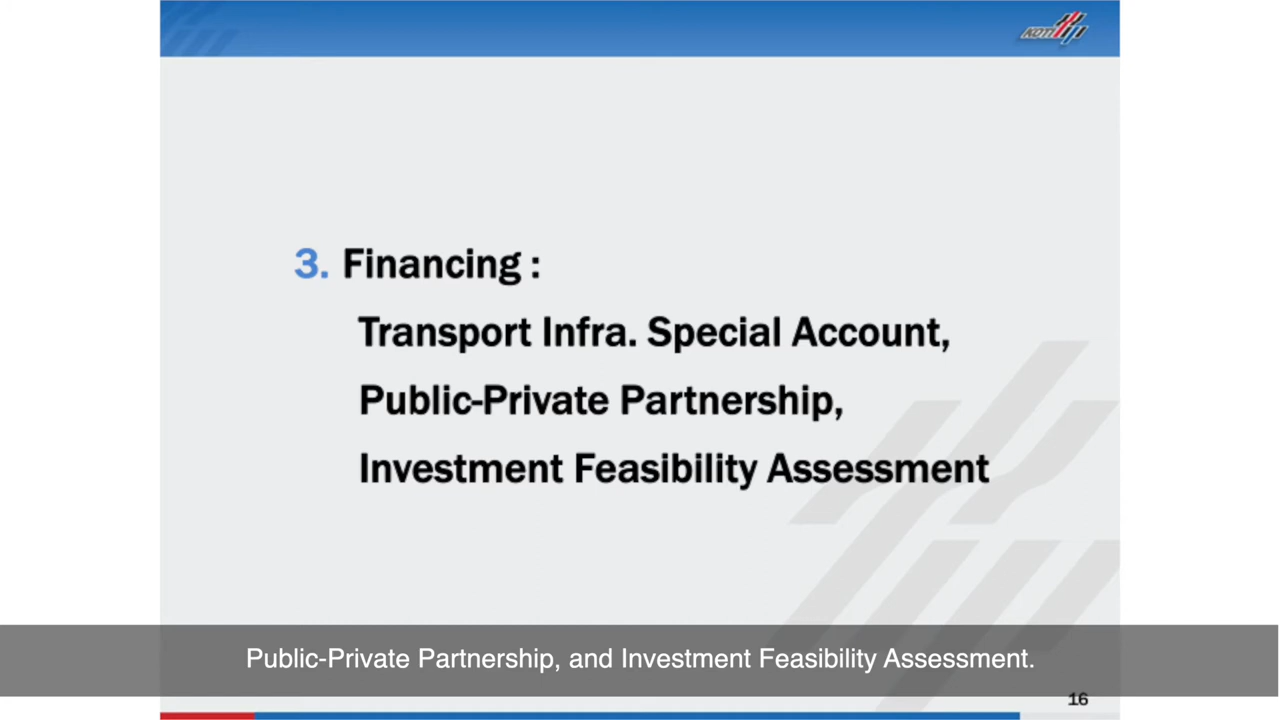 KOTI
3. Financing :
Transport Infra. Special Account,
Public-Private Partnership,
Investment Feasibility Assessment
Public-Private Partnership, and Investment Feasibility Assessment.
16